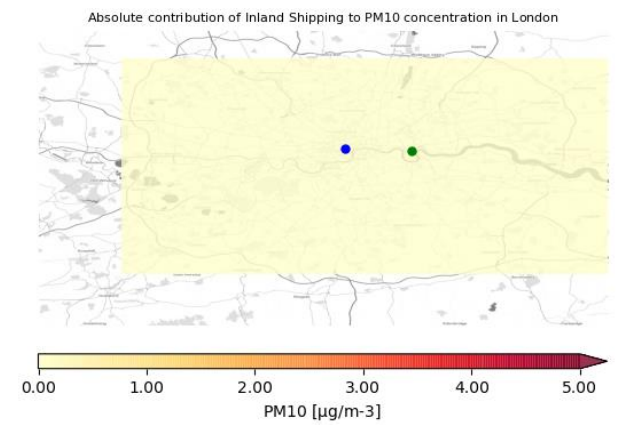 Absolute contribution of Inland Shipping to PM10 concentration in London
0.00 1.00 2.00 3.00 4.00 5.00
PM10 [µg/m-3]